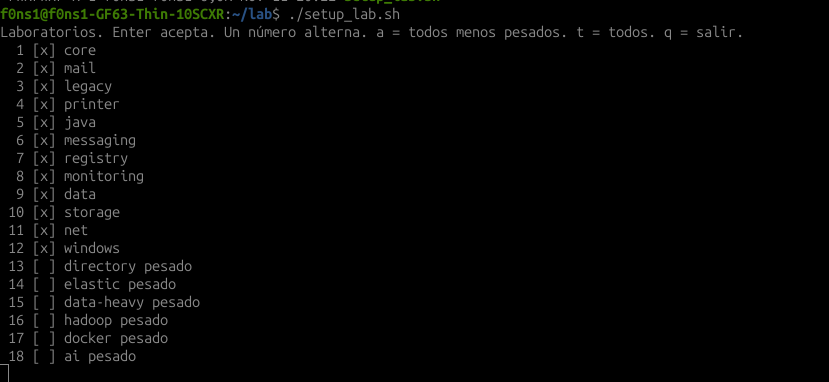 f0ns1@f0ns1-GF63-Thin-10SCXR:~/lab$ ./setup_lab.sh
Laboratorios. Enter acepta. Un número alterna. a = todos menos pesados. t = todos. q = salir.
1 [x] core
2 [x] mail
3 [x] legacy
4 [x] printer
5 [x] java
6 [x] messaging
7 [x] registry
8 [x] monitoring
9 [x] data
10 [x] storage
11 [x] net
12 [x] windows
13 [ ] directory pesado
14 [ ] elastic pesado
15 [ ] data-heavy pesado
16 [ ] hadoop pesado
17 [ ] docker pesado
18 [ ] ai pesado